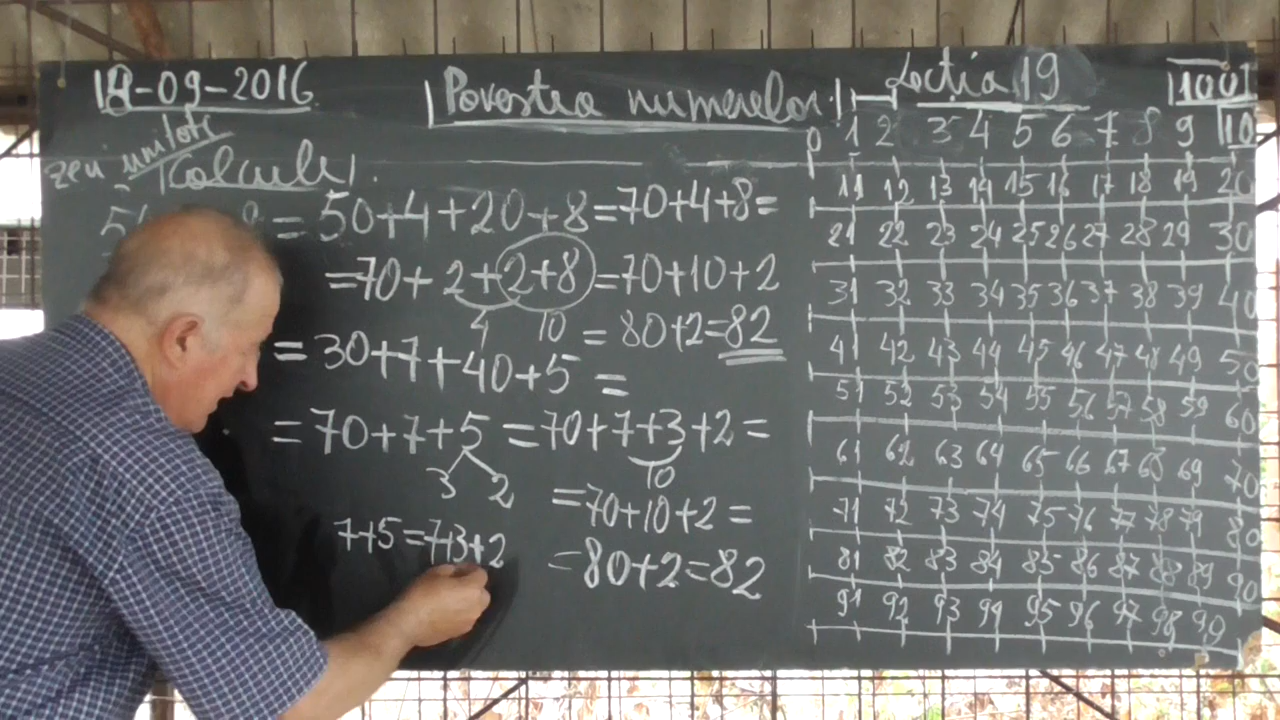 -09-2016 Povestea numerelor Lecția 19 100
zeci unități
Calcule
= 50+4+20+8=70+4+8=
=70+2+2+8=70+10+2
4 10 = 80+2=82
= 30+7+40+5 =
= 70+7+5 =70+7+3+2=
3 2 10
=70+10+2=
7+5=7+3+2
=80+2=82
0 1 2 3 4 5 6 7 8 9 10
11 12 13 14 15 16 17 18 19 20
21 22 23 24 25 26 27 28 29 30
31 32 33 34 35 36 37 38 39 40
41 42 43 44 45 46 47 48 49 50
51 52 53 54 55 56 57 58 59 60
61 62 63 64 65 66 67 68 69 70
71 72 73 74 75 76 77 78 79 80
81 82 83 84 85 86 87 88 89 90
91 92 93 94 95 96 97 98 99